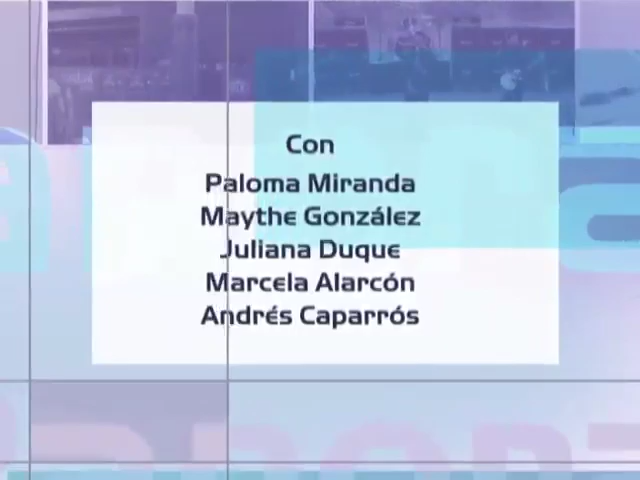 Con
Paloma Miranda
Maythe González
Juliana Duque
Marcela Alarcón
Andrés Caparrós